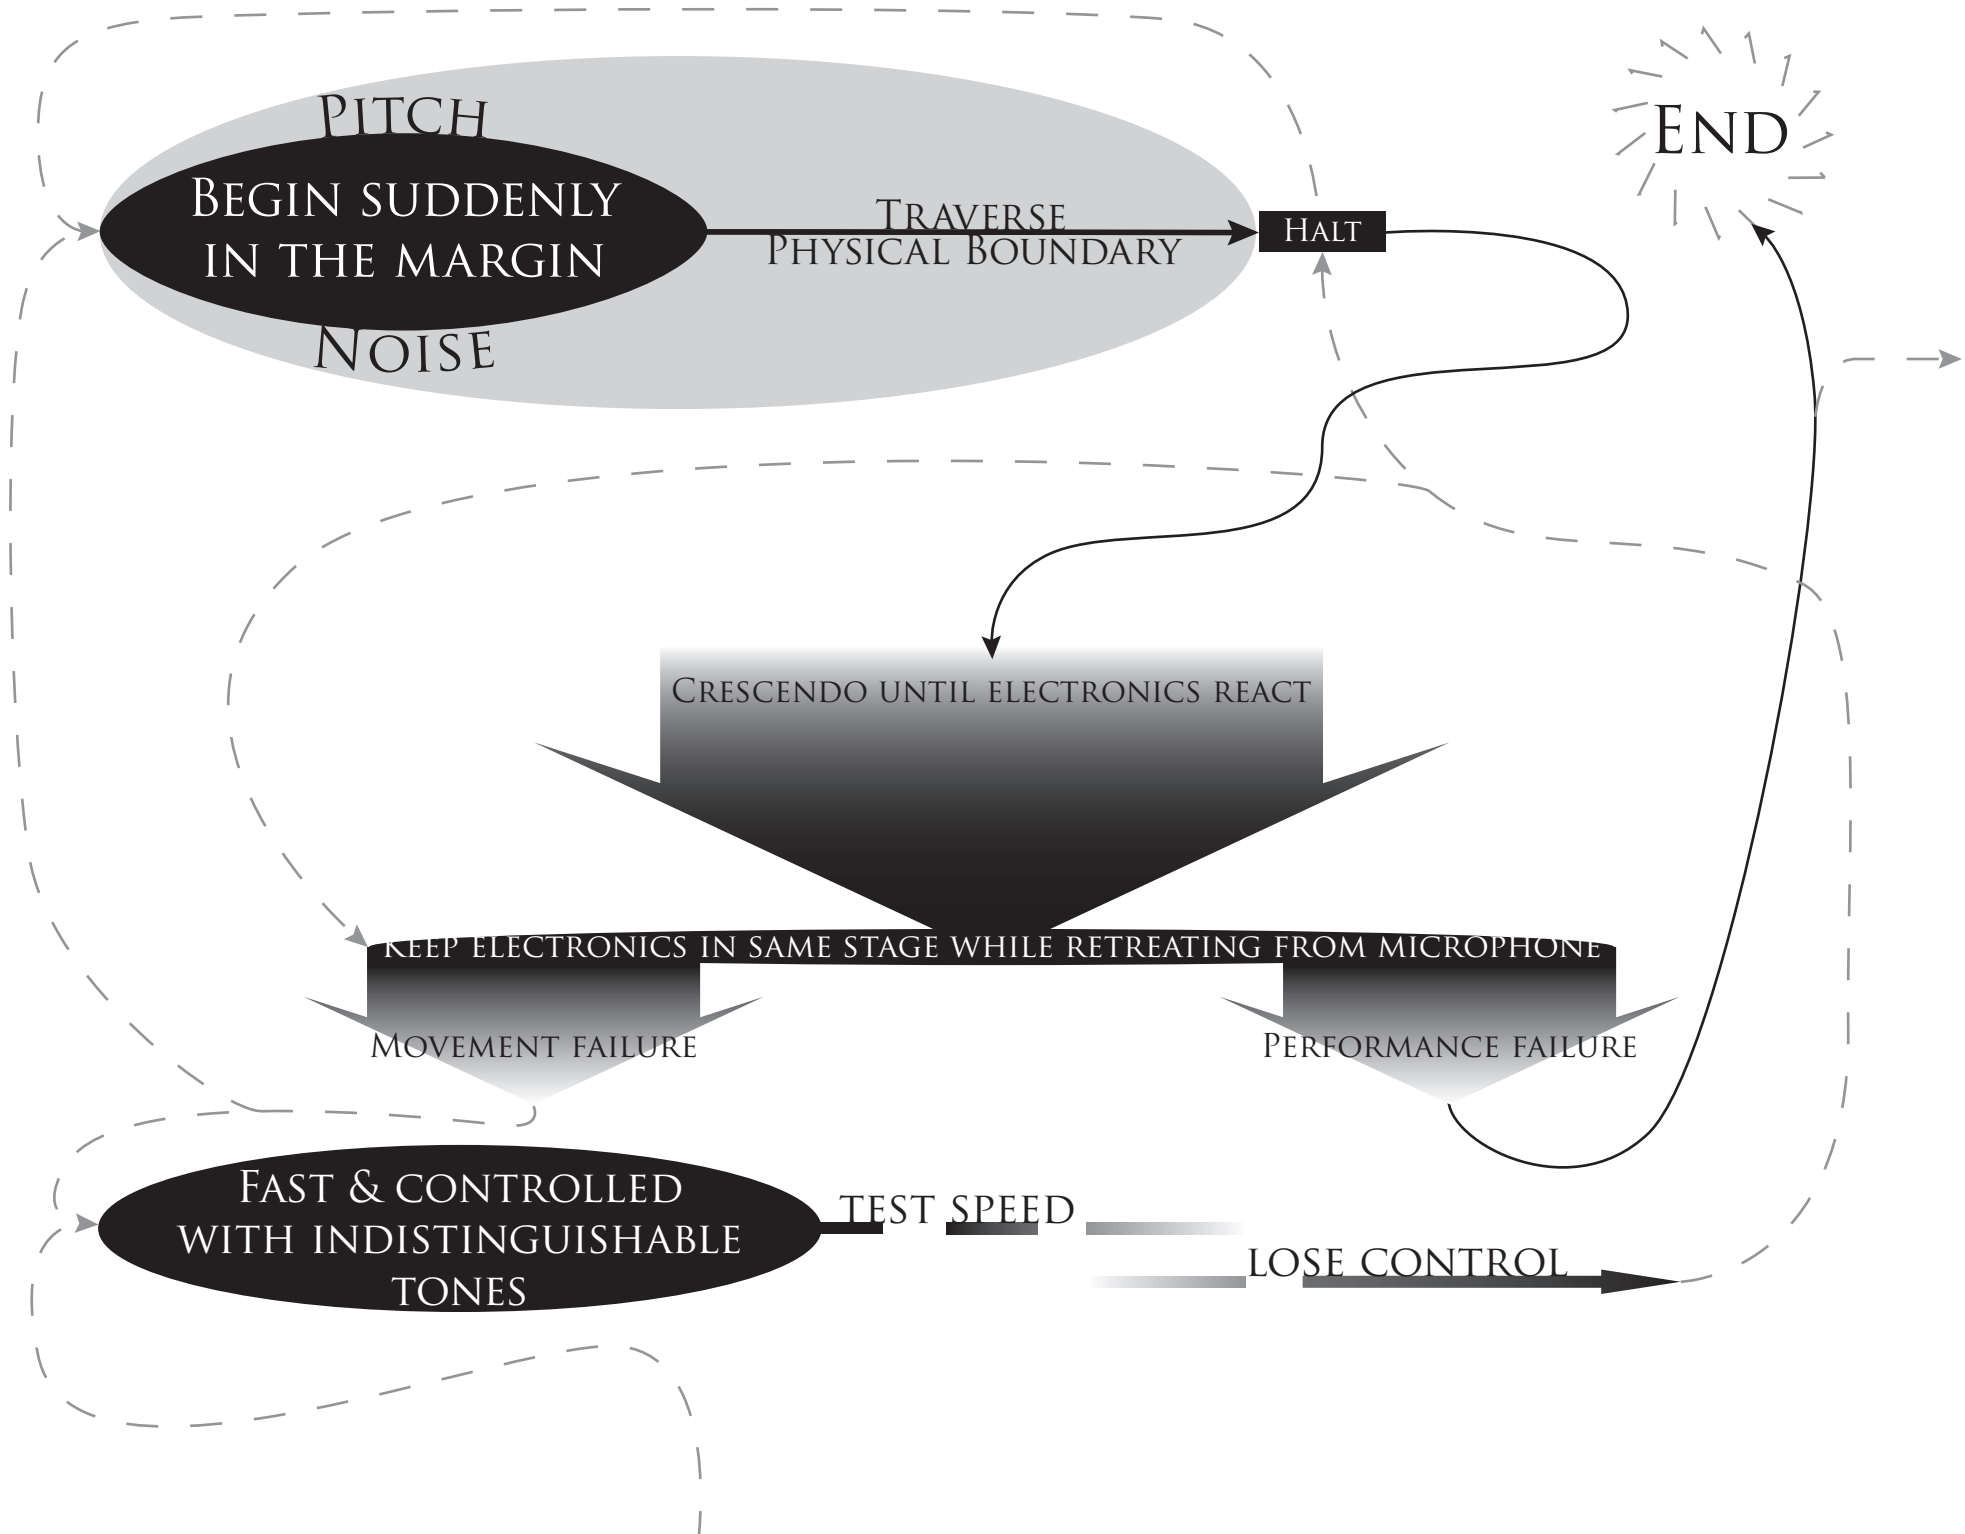 Pitch
Begin suddenly
in the margin
Noise
Traverse
Physical Boundary
Halt
End
Crescendo until electronics react
Keep electronics in same stage while retreating from microphone
Movement failure
Performance failure
Fast & controlled
with indistinguishable
tones
test speed
lose control